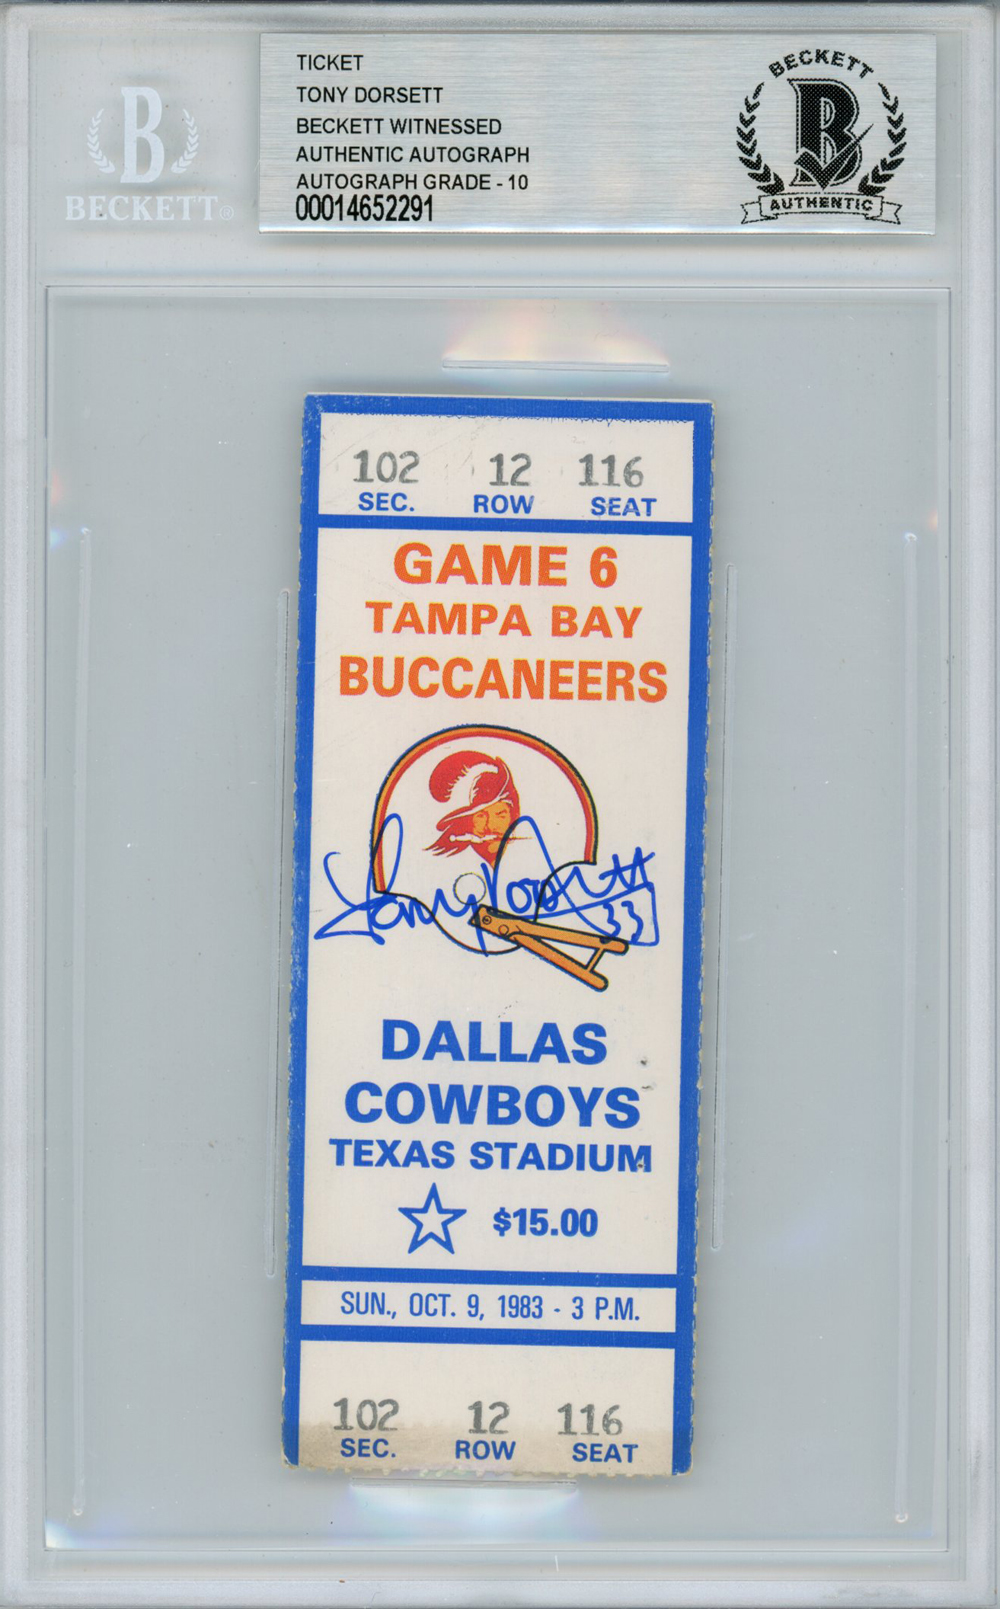 TICKET
TONY DORSETT
BECKETT WITNESSED
AUTHENTIC AUTOGRAPH
AUTOGRAPH GRADE - 10
00014652291
B
BECKETT®
BECKETT
B
AUTHENTIC
102 12 116
SEC. ROW SEAT
GAME 6
TAMPA BAY
BUCCANEERS
Tony Dorsett
33
DALLAS
COWBOYS
TEXAS STADIUM
$15.00
SUN., OCT. 9, 1983 - 3 P.M.
102 12 116
SEC. ROW SEAT